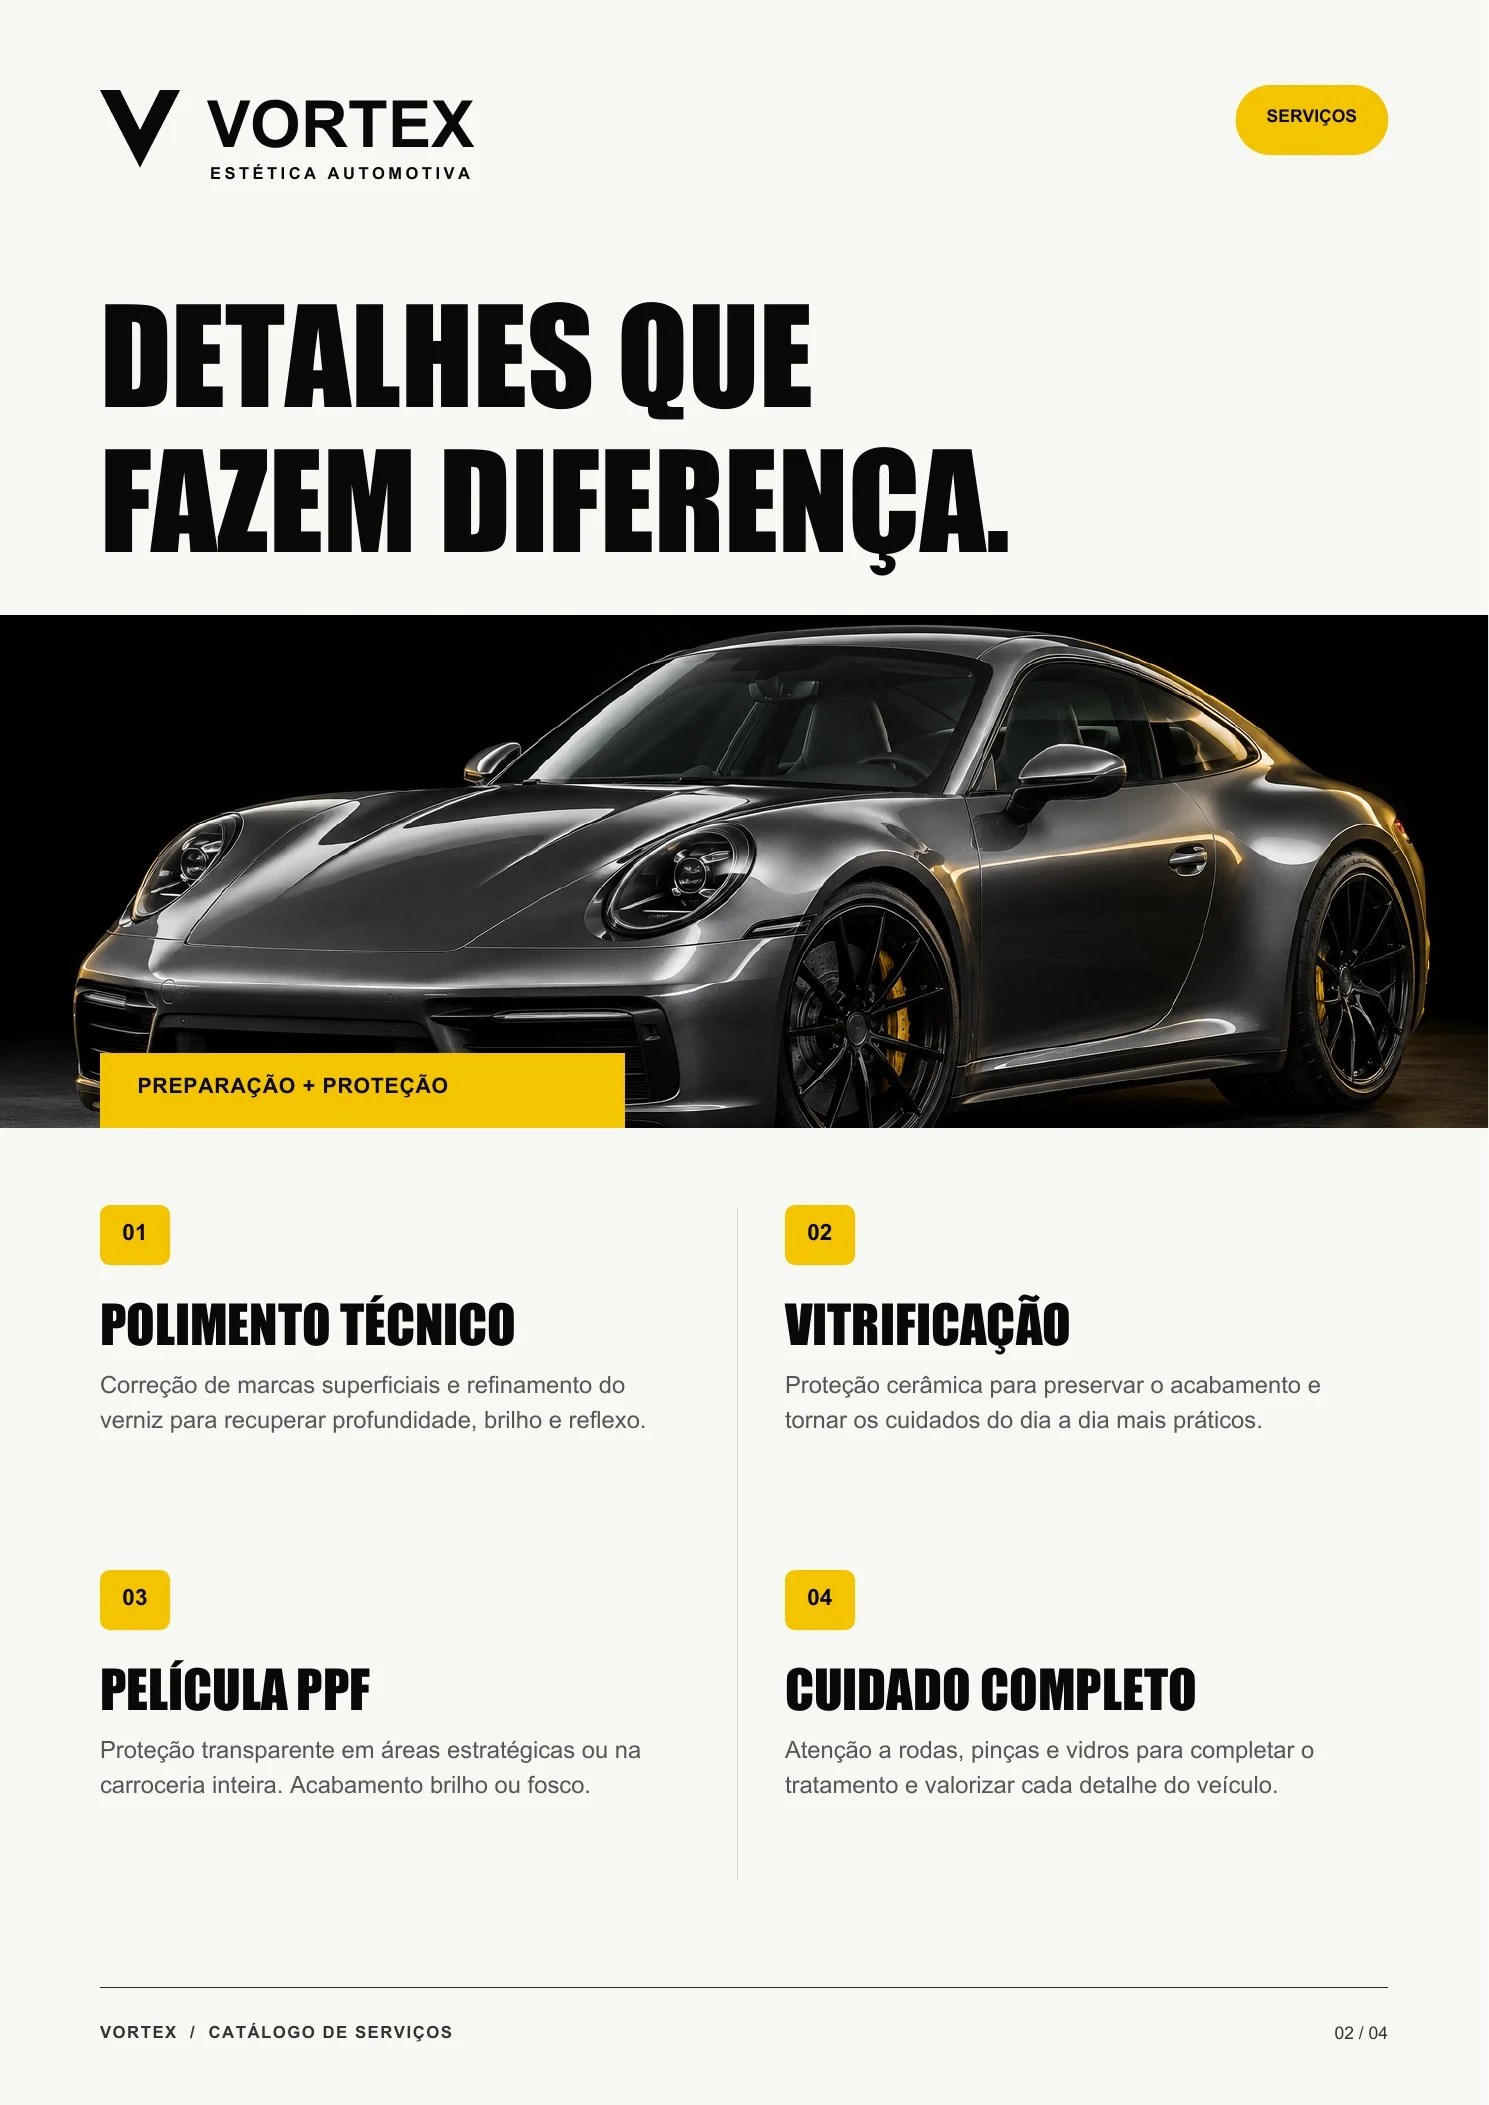 VORTEX
ESTÉTICA AUTOMOTIVA
SERVIÇOS
DETALHES QUE
FAZEM DIFERENÇA.
PREPARAÇÃO + PROTEÇÃO
01
POLIMENTO TÉCNICO
Correção de marcas superficiais e refinamento do
verniz para recuperar profundidade, brilho e reflexo.
02
VITRIFICAÇÃO
Proteção cerâmica para preservar o acabamento e
tornar os cuidados do dia a dia mais práticos.
03
PELÍCULA PPF
Proteção transparente em áreas estratégicas ou na
carroceria inteira. Acabamento brilho ou fosco.
04
CUIDADO COMPLETO
Atenção a rodas, pinças e vidros para completar o
tratamento e valorizar cada detalhe do veículo.
VORTEX / CATÁLOGO DE SERVIÇOS
02 / 04